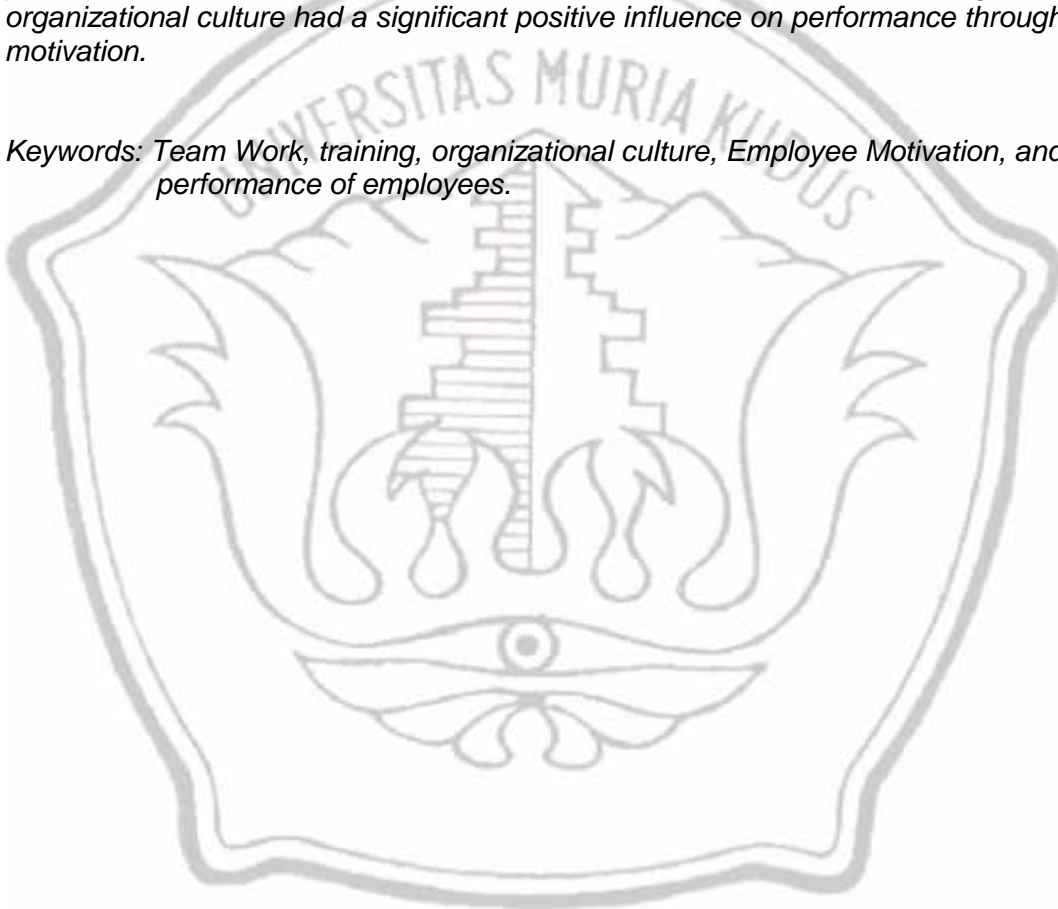 organizational culture had a significant positive influence on performance through
motivation.
UNIVERSITAS MURIA KUDUS
Keywords: Team Work, training, organizational culture, Employee Motivation, and
performance of employees.